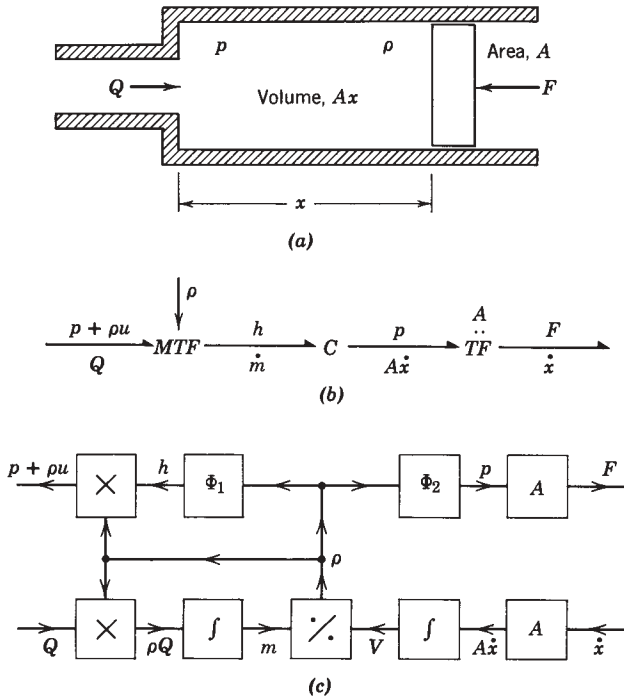 p ρ Area, A
Q Volume, Ax F
x
(a)
ρ A
p + ρu MTF h C p TF F
Q ṁ Aẋ ẋ
(b)
p + ρu × h Φ₁ Φ₂ p A F
ρ
Q × ρQ ∫ m ⁒ V ∫ Aẋ A ẋ
(c)